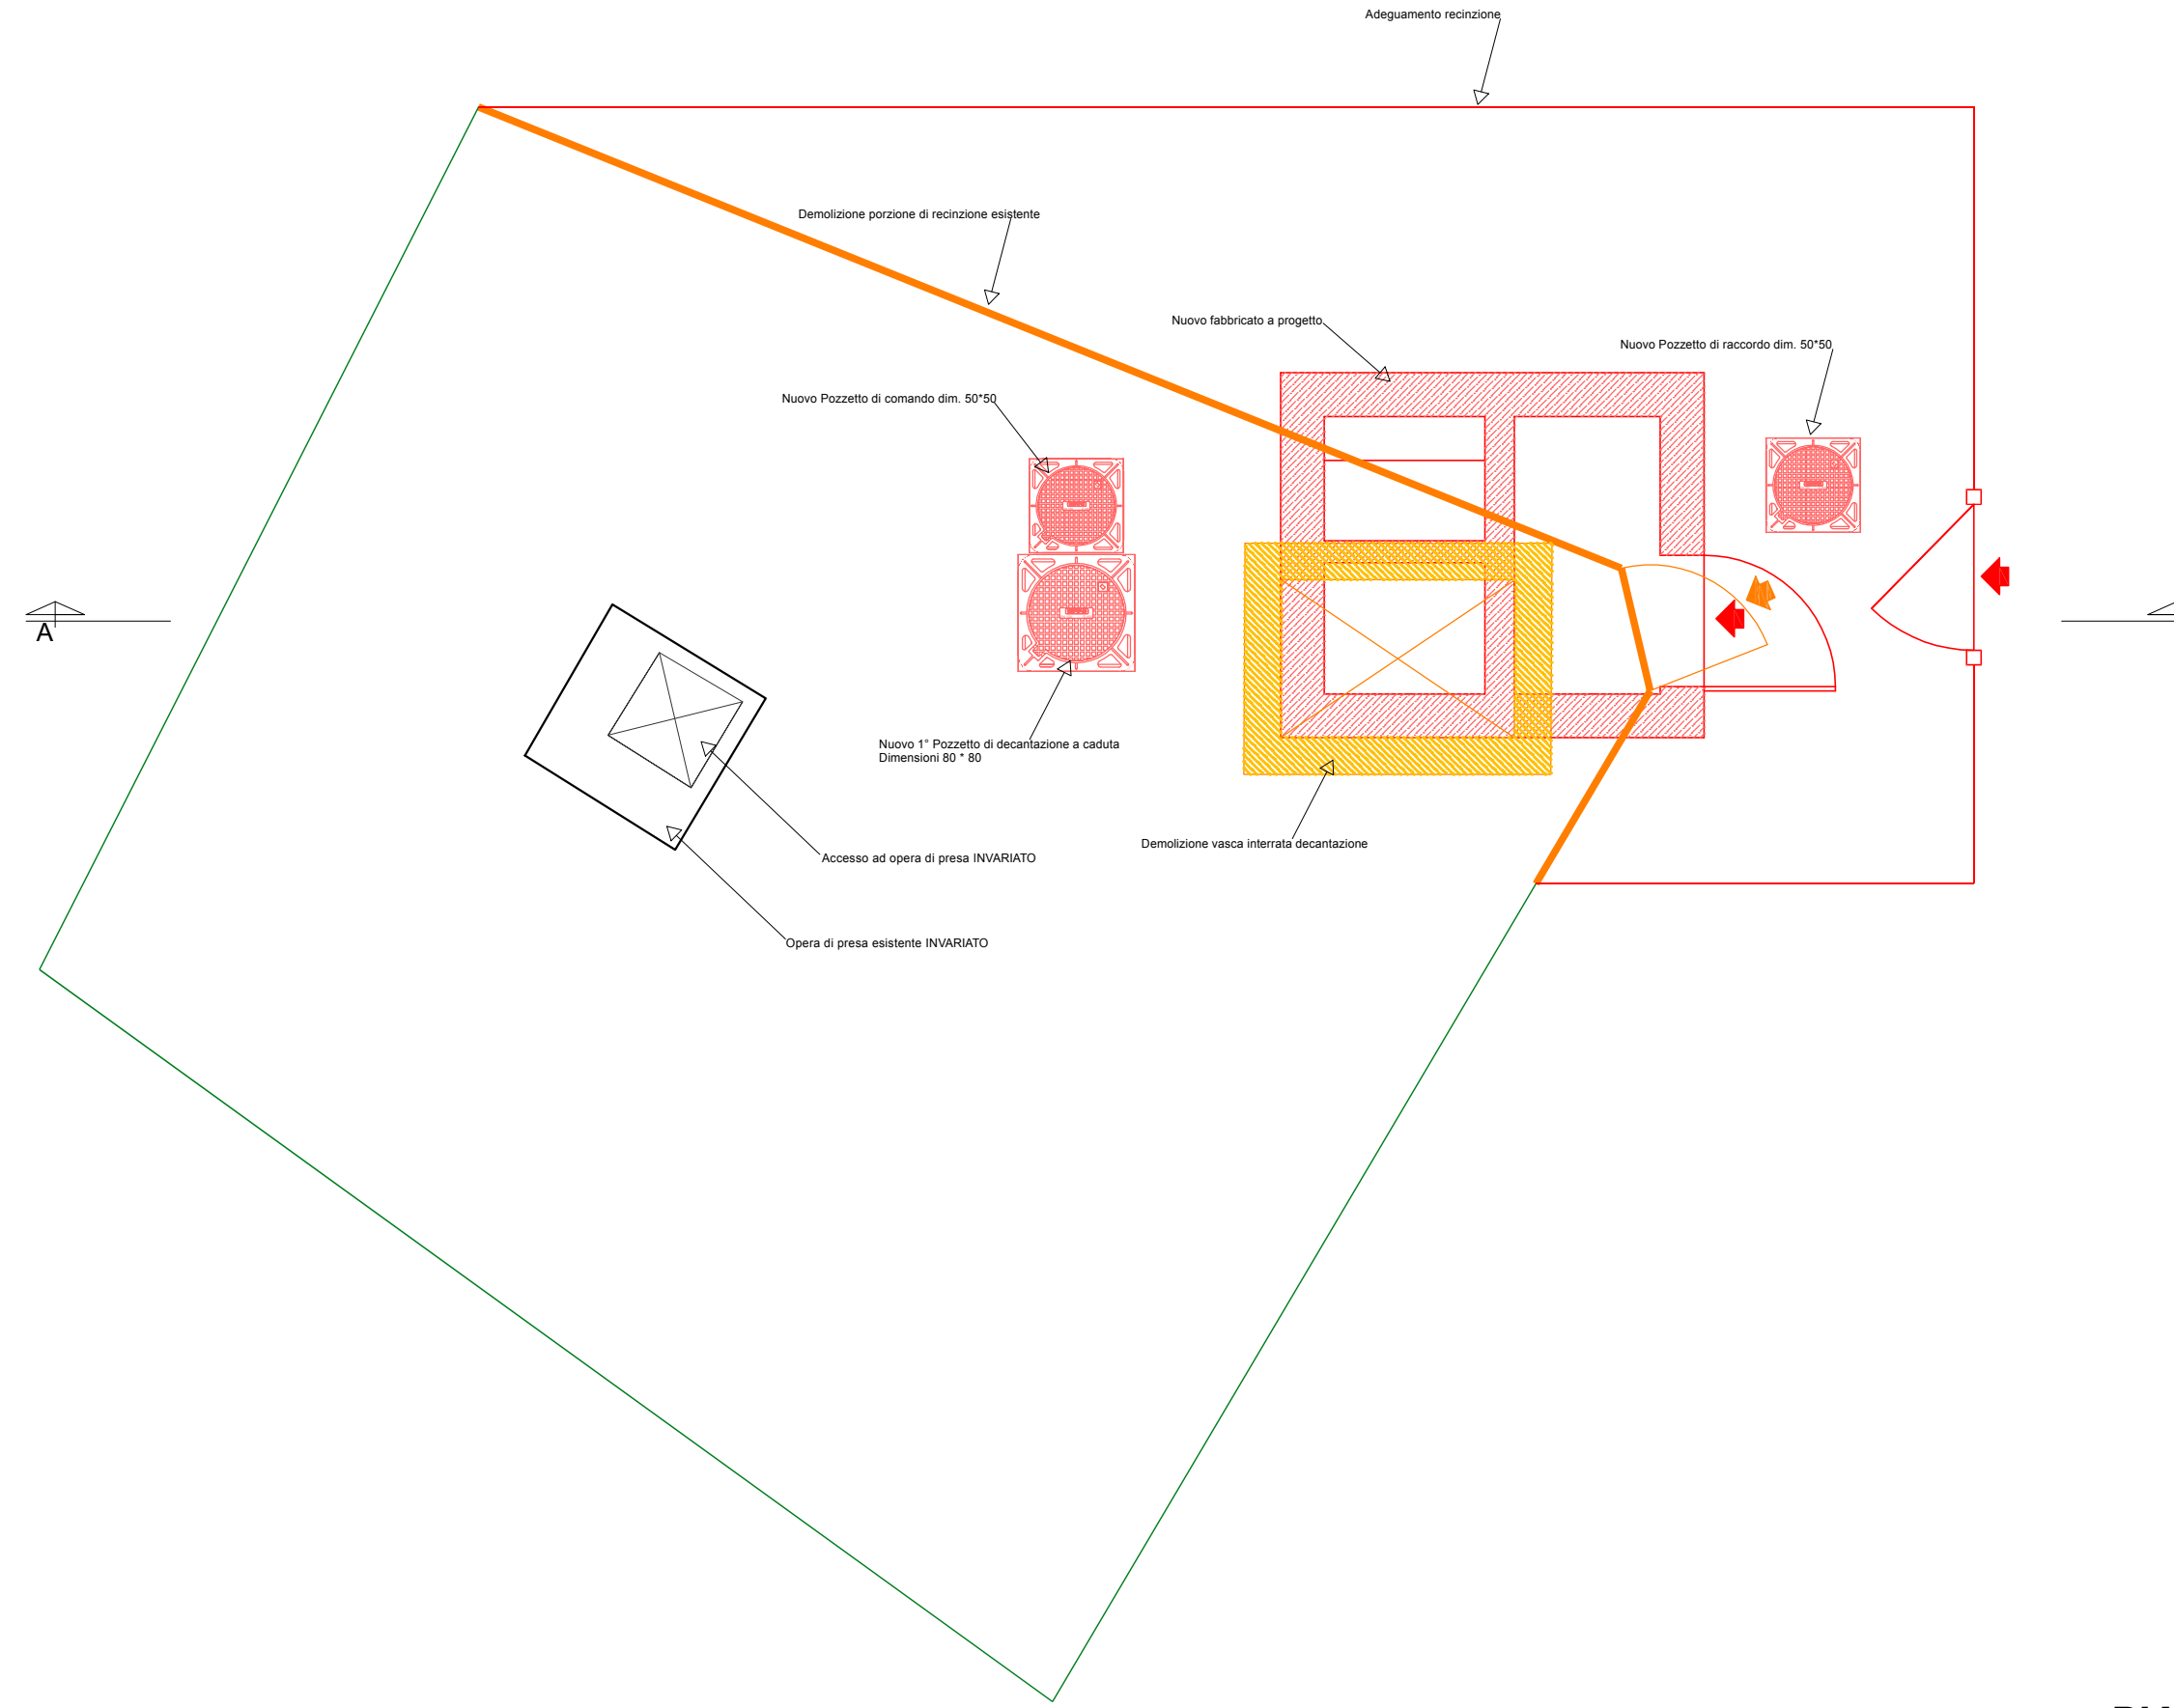 Adeguamento recinzione
Demolizione porzione di recinzione esistente
Nuovo fabbricato a progetto
Nuovo Pozzetto di raccordo dim. 50*50
Nuovo Pozzetto di comando dim. 50*50
A
Nuovo 1° Pozzetto di decantazione a caduta
Dimensioni 80 * 80
Demolizione vasca interrata decantazione
Accesso ad opera di presa INVARIATO
Opera di presa esistente INVARIATO